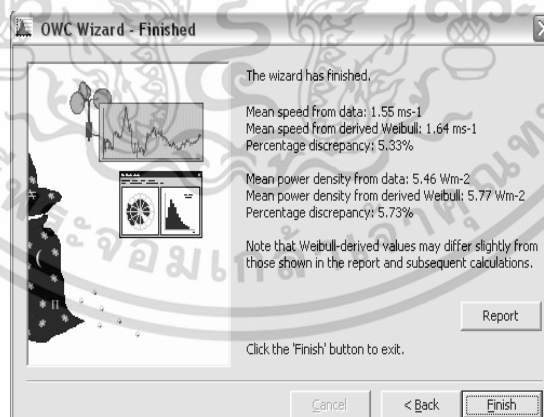 OWC Wizard - Finished
The wizard has finished.
Mean speed from data: 1.55 ms-1
Mean speed from derived Weibull: 1.64 ms-1
Percentage discrepancy: 5.33%
Mean power density from data: 5.46 Wm-2
Mean power density from derived Weibull: 5.77 Wm-2
Percentage discrepancy: 5.73%
Note that Weibull-derived values may differ slightly from
those shown in the report and subsequent calculations.
Report
Click the 'Finish' button to exit.
Cancel
< Back
Finish